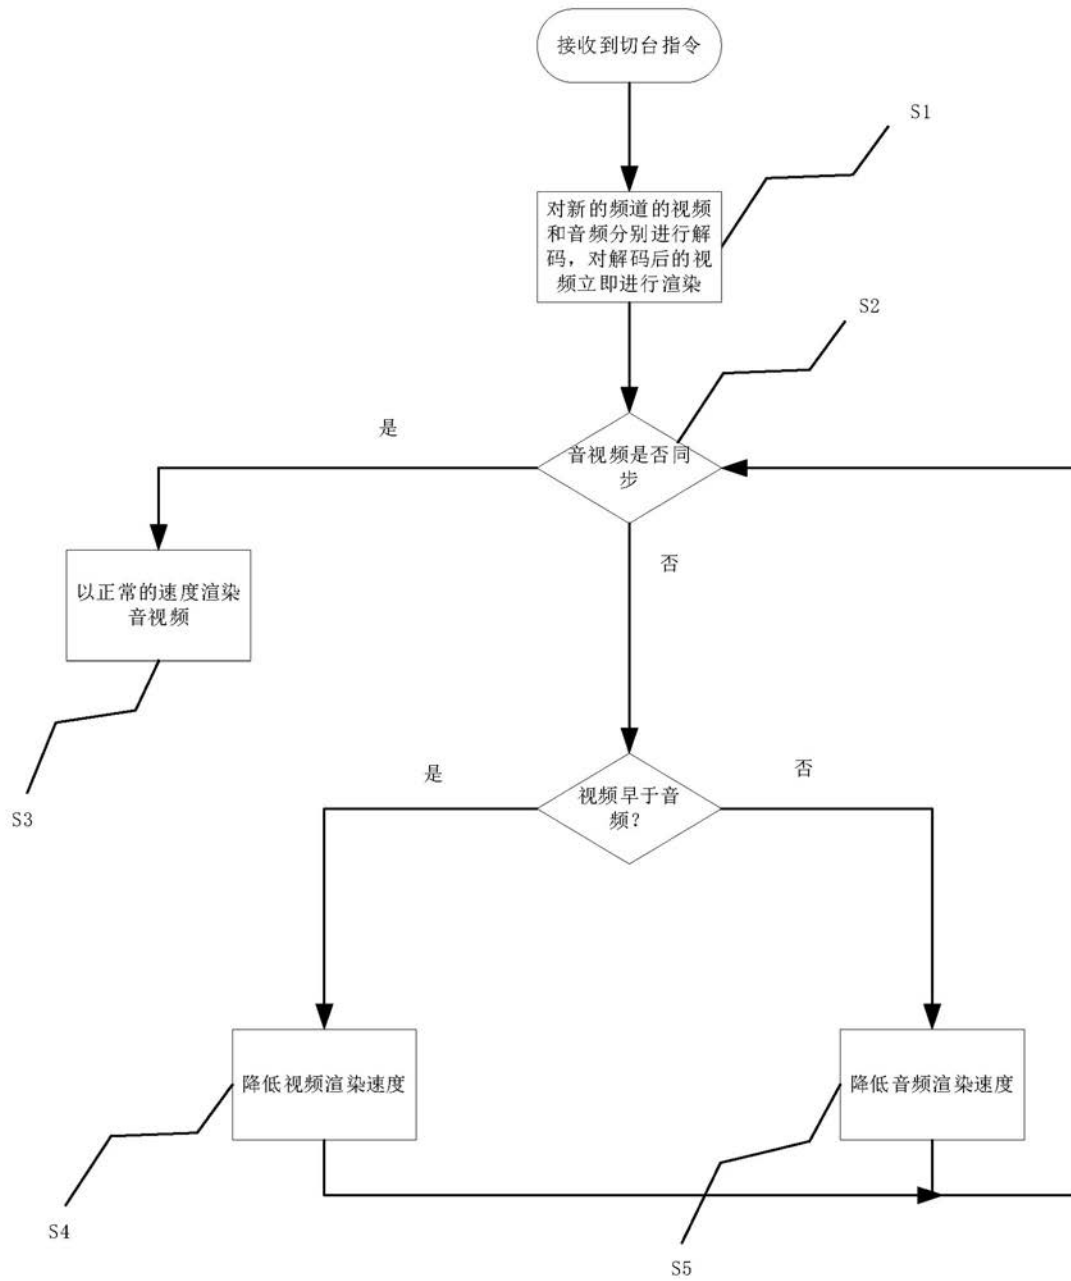 接收到切台指令
S1
对新的频道的视频
和音频分别进行解
码，对解码后的视
频立即进行渲染
S2
是
音视频是否同
步
否
以正常的速度渲染
音视频
S3
是
否
视频早于音
频？
降低视频渲染速度
降低音频渲染速度
S4
S5